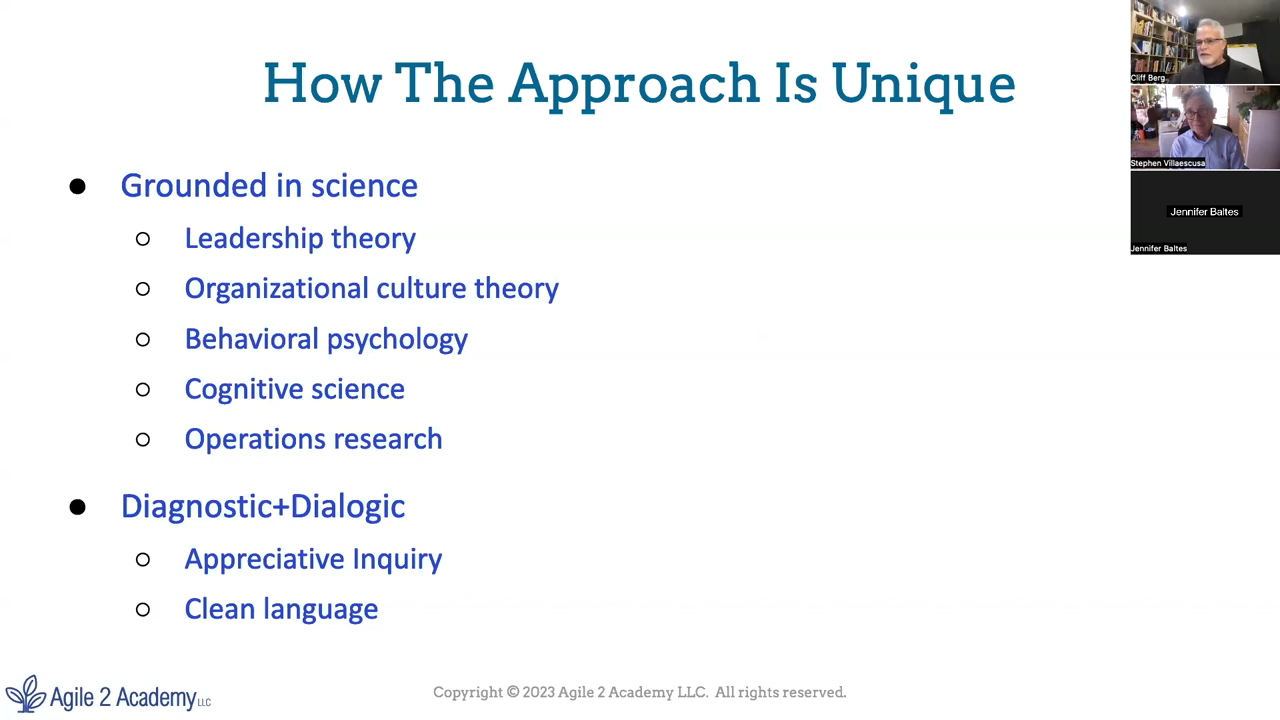 How The Approach Is Unique
● Grounded in science
○ Leadership theory
○ Organizational culture theory
○ Behavioral psychology
○ Cognitive science
○ Operations research
● Diagnostic+Dialogic
○ Appreciative Inquiry
○ Clean language
Agile 2 Academy LLC
Copyright © 2023 Agile 2 Academy LLC. All rights reserved.
Cliff Berg
Stephen Villaescusa
Jennifer Baltes
Jennifer Baltes